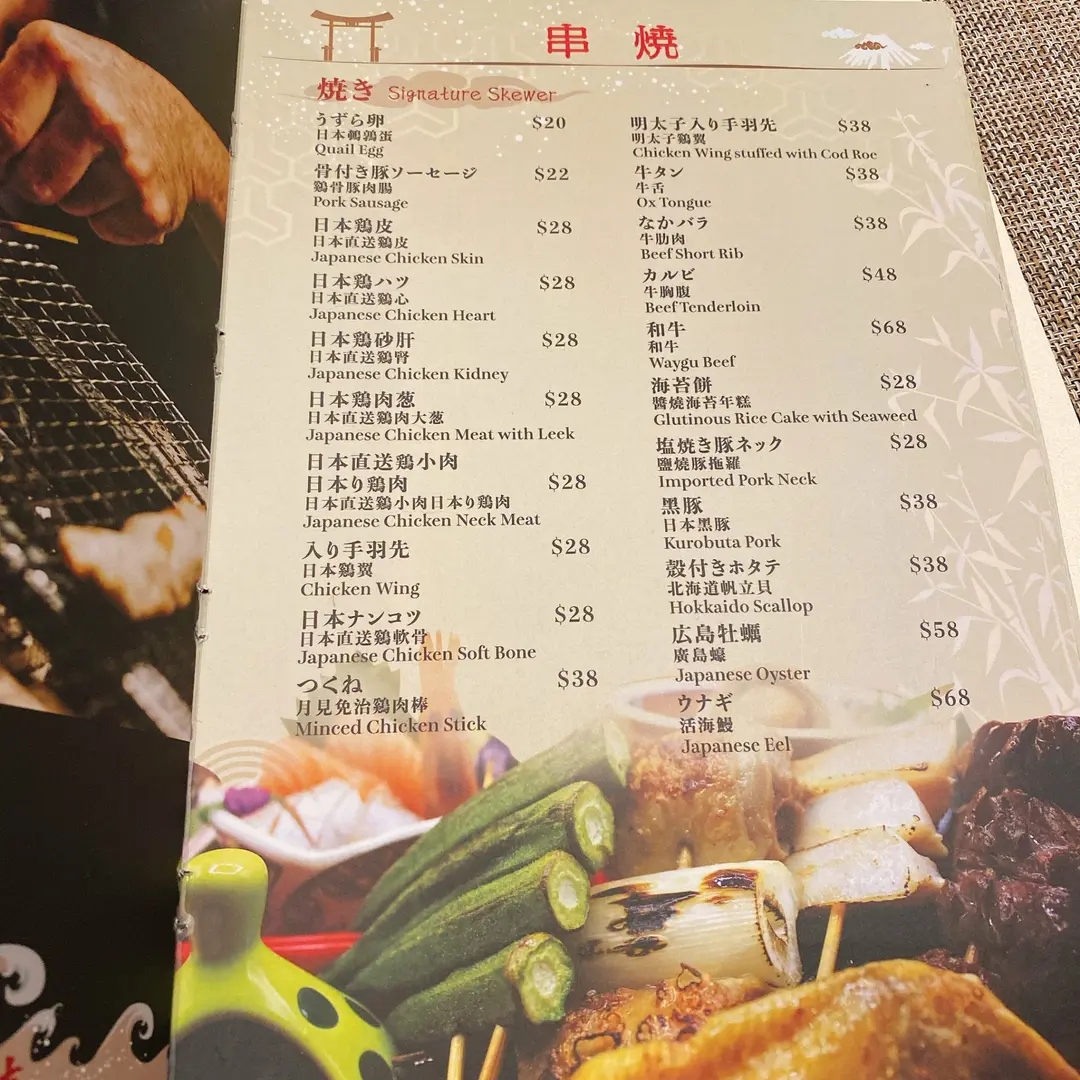 串 燒
焼き Signature Skewer
うずら卵 $20
日本鵪鶉蛋
Quail Egg
骨付き豚ソーセージ $22
鷄骨豚肉腸
Pork Sausage
日本鶏皮 $28
日本直送鷄皮
Japanese Chicken Skin
日本鶏ハツ $28
日本直送鷄心
Japanese Chicken Heart
日本鶏砂肝 $28
日本直送鷄腎
Japanese Chicken Kidney
日本鶏肉葱 $28
日本直送鷄肉大葱
Japanese Chicken Meat with Leek
日本直送鶏小肉
日本り鶏肉 $28
日本直送鷄小肉日本り鷄肉
Japanese Chicken Neck Meat
入り手羽先 $28
日本鷄翼
Chicken Wing
日本ナンコツ $28
日本直送鷄軟骨
Japanese Chicken Soft Bone
つくね $38
月見免治鷄肉棒
Minced Chicken Stick
明太子入り手羽先 $38
明太子鷄翼
Chicken Wing stuffed with Cod Roe
牛タン $38
牛舌
Ox Tongue
なかバラ $38
牛肋肉
Beef Short Rib
カルビ $48
牛胸腹
Beef Tenderloin
和牛 $68
和牛
Waygu Beef
海苔餅 $28
醬燒海苔年糕
Glutinous Rice Cake with Seaweed
塩焼き豚ネック $28
鹽燒豚拖羅
Imported Pork Neck
黑豚 $38
日本黑豚
Kurobuta Pork
殻付きホタテ $38
北海道帆立貝
Hokkaido Scallop
広島牡蠣 $58
廣島蠔
Japanese Oyster
ウナギ $68
活海鰻
Japanese Eel